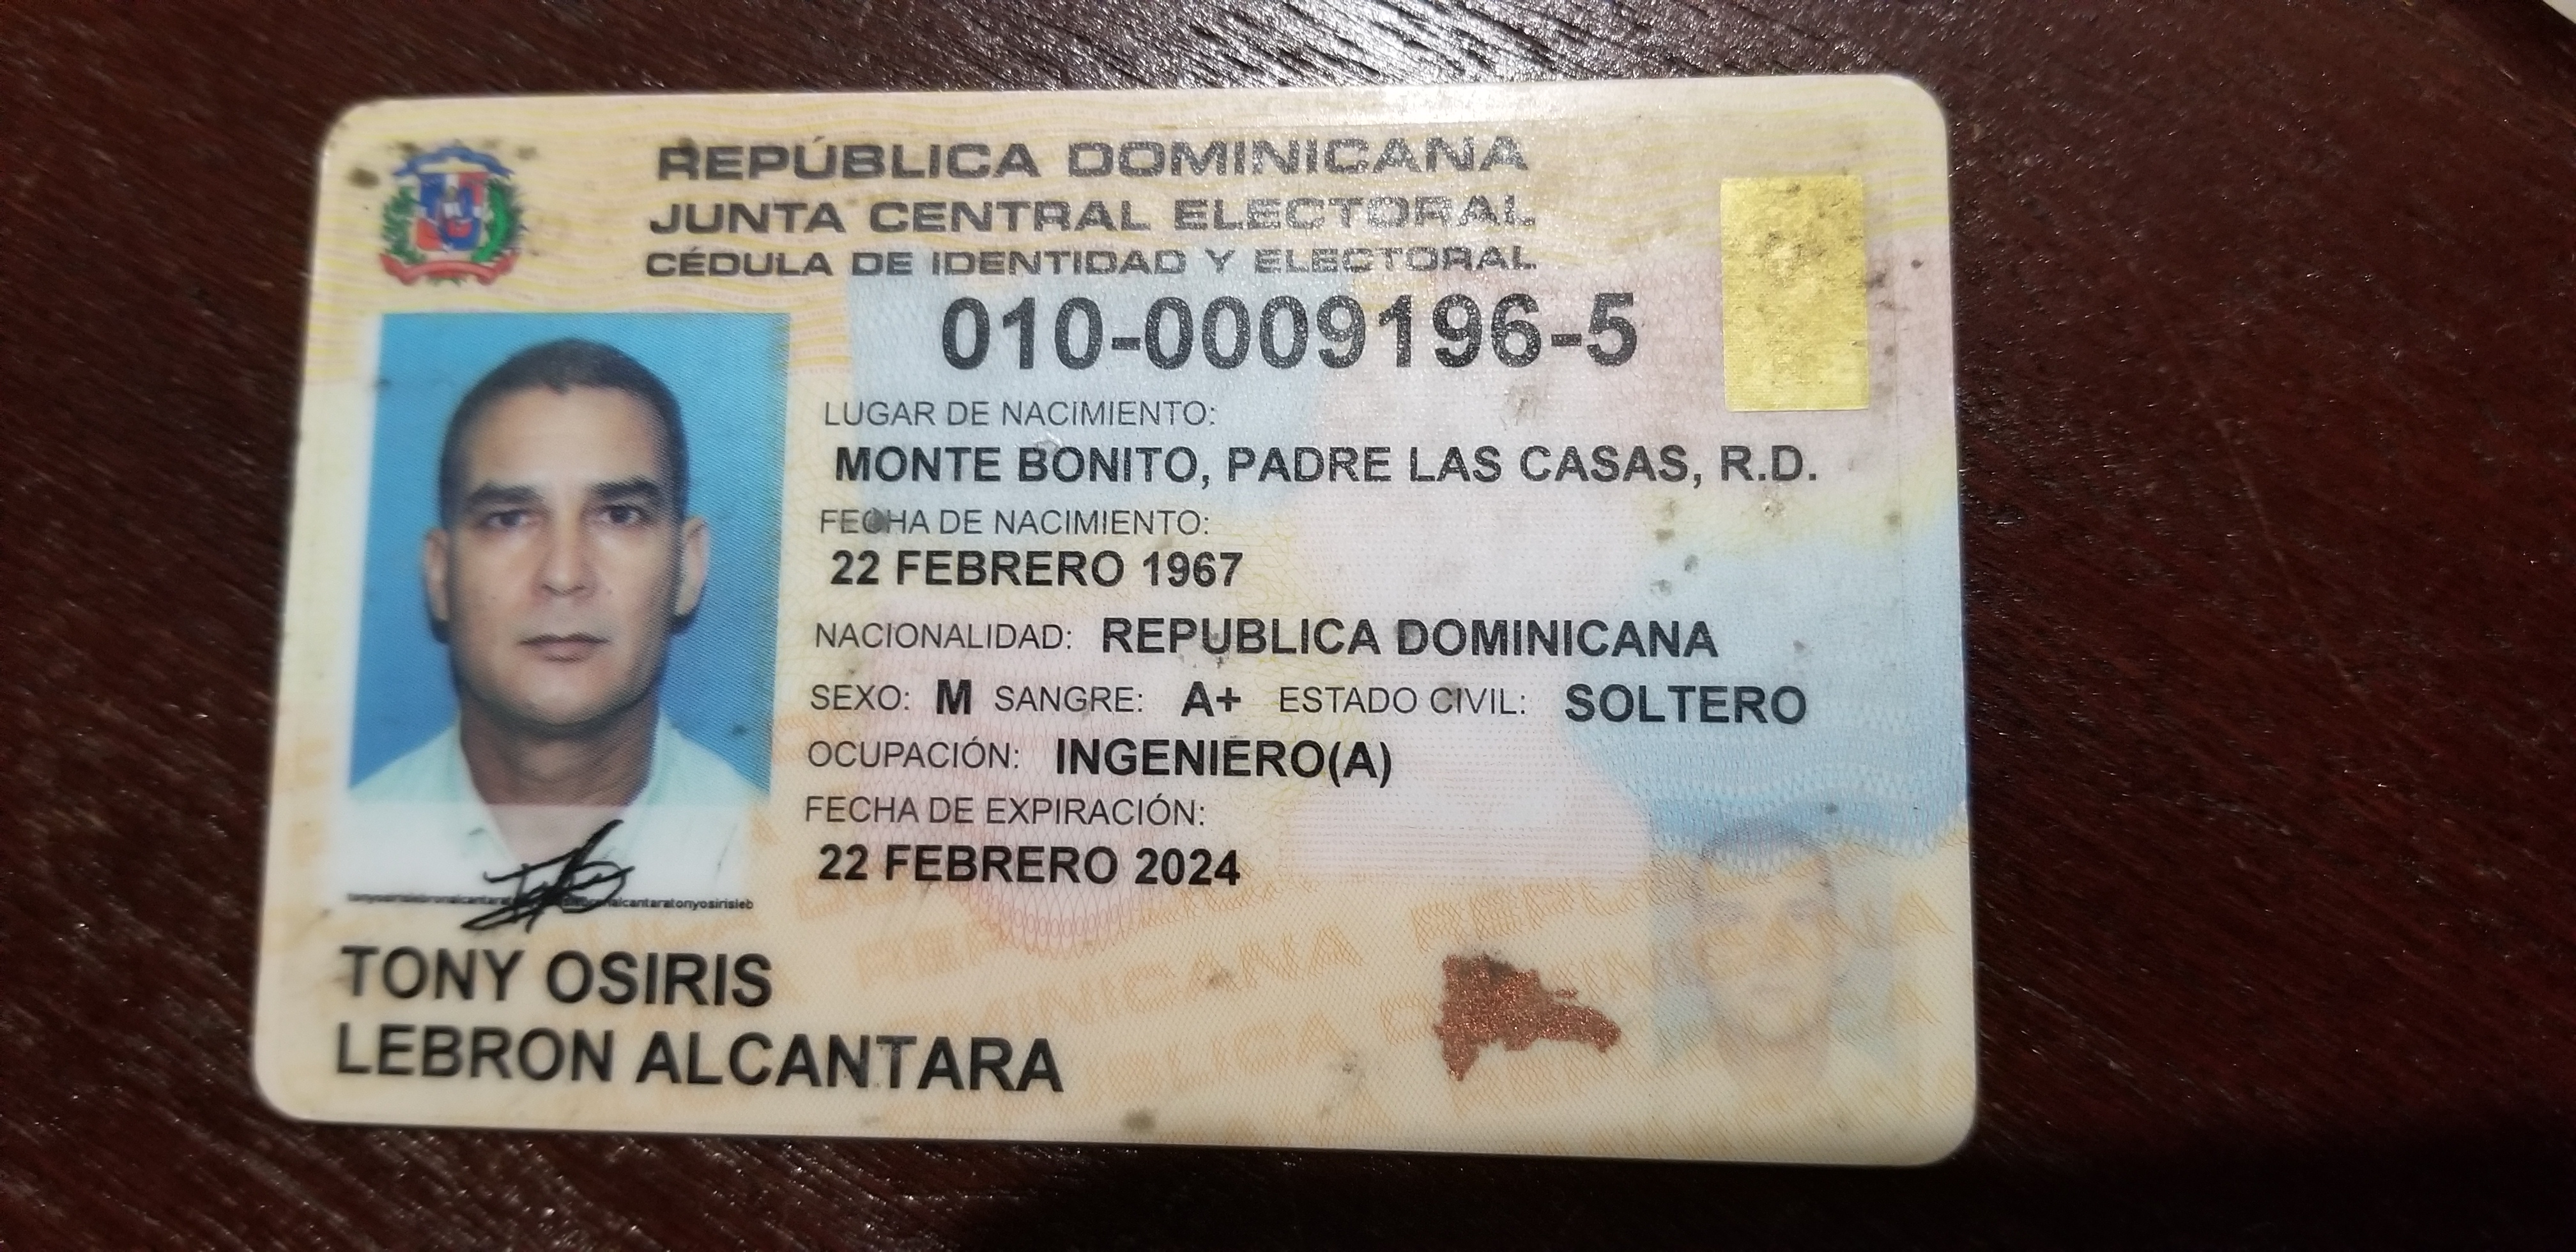 REPÚBLICA DOMINICANA
JUNTA CENTRAL ELECTORAL
CÉDULA DE IDENTIDAD Y ELECTORAL
010-0009196-5
LUGAR DE NACIMIENTO:
MONTE BONITO, PADRE LAS CASAS, R.D.
FECHA DE NACIMIENTO:
22 FEBRERO 1967
NACIONALIDAD: REPUBLICA DOMINICANA
SEXO: M SANGRE: A+ ESTADO CIVIL: SOLTERO
OCUPACIÓN: INGENIERO(A)
FECHA DE EXPIRACIÓN:
22 FEBRERO 2024
TONY OSIRIS
LEBRON ALCANTARA